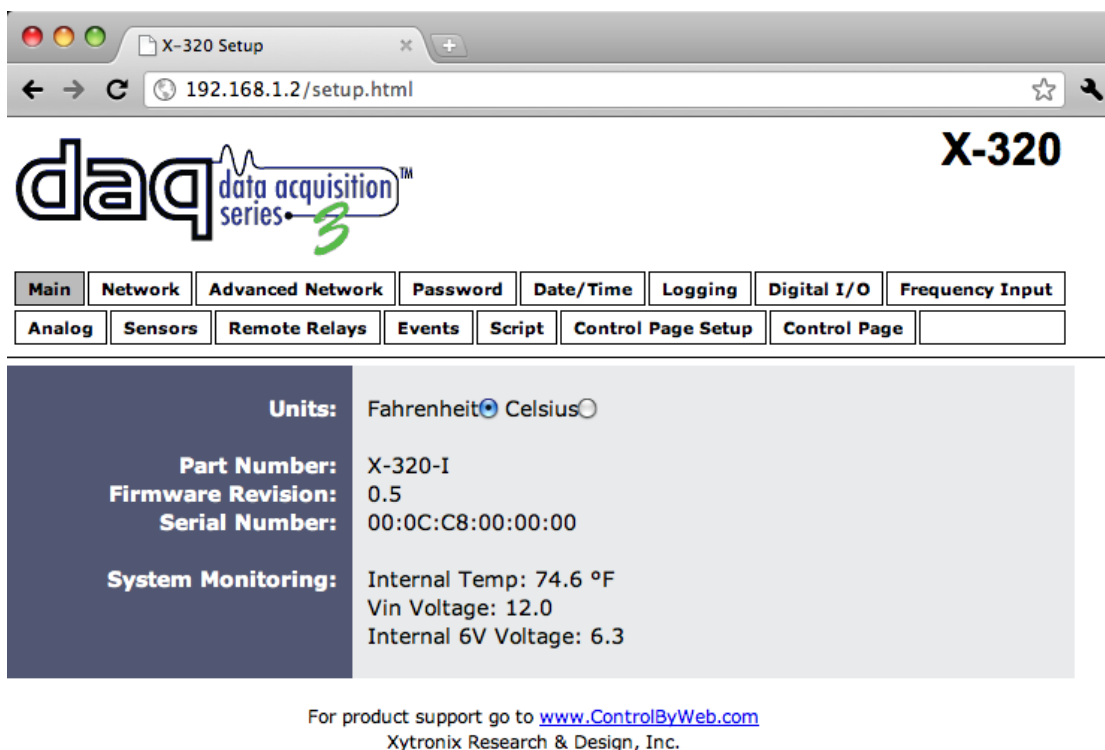 X-320 Setup
192.168.1.2/setup.html
daq data acquisition series 3™
X-320
Main Network Advanced Network Password Date/Time Logging Digital I/O Frequency Input
Analog Sensors Remote Relays Events Script Control Page Setup Control Page
Units: Fahrenheit Celsius
Part Number: X-320-I
Firmware Revision: 0.5
Serial Number: 00:0C:C8:00:00:00
System Monitoring: Internal Temp: 74.6 ºF
Vin Voltage: 12.0
Internal 6V Voltage: 6.3
For product support go to www.ControlByWeb.com
Xytronix Research & Design, Inc.